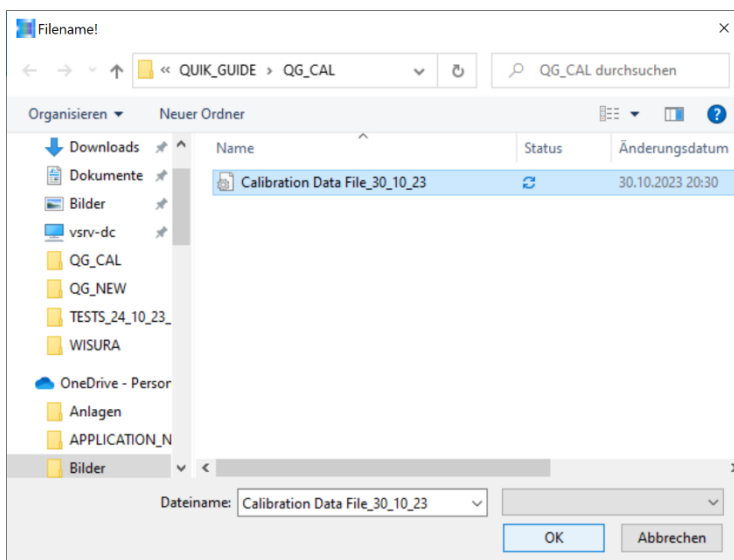 Filename!
« QUIK_GUIDE › QG_CAL
QG_CAL durchsuchen
Organisieren
Neuer Ordner
Downloads
Dokumente
Bilder
vsrv-dc
QG_CAL
QG_NEW
TESTS_24_10_23_
WISURA
OneDrive - Person
Anlagen
APPLICATION_N
Bilder
Name Status Änderungsdatum
Calibration Data File_30_10_23 30.10.2023 20:30
Dateiname: Calibration Data File_30_10_23
OK Abbrechen